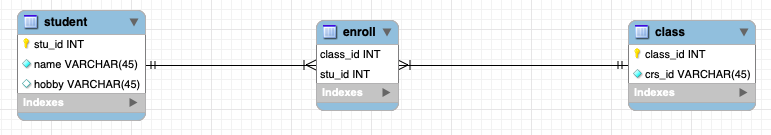 student
stu_id INT
name VARCHAR(45)
hobby VARCHAR(45)
Indexes
enroll
class_id INT
stu_id INT
Indexes
class
class_id INT
crs_id VARCHAR(45)
Indexes